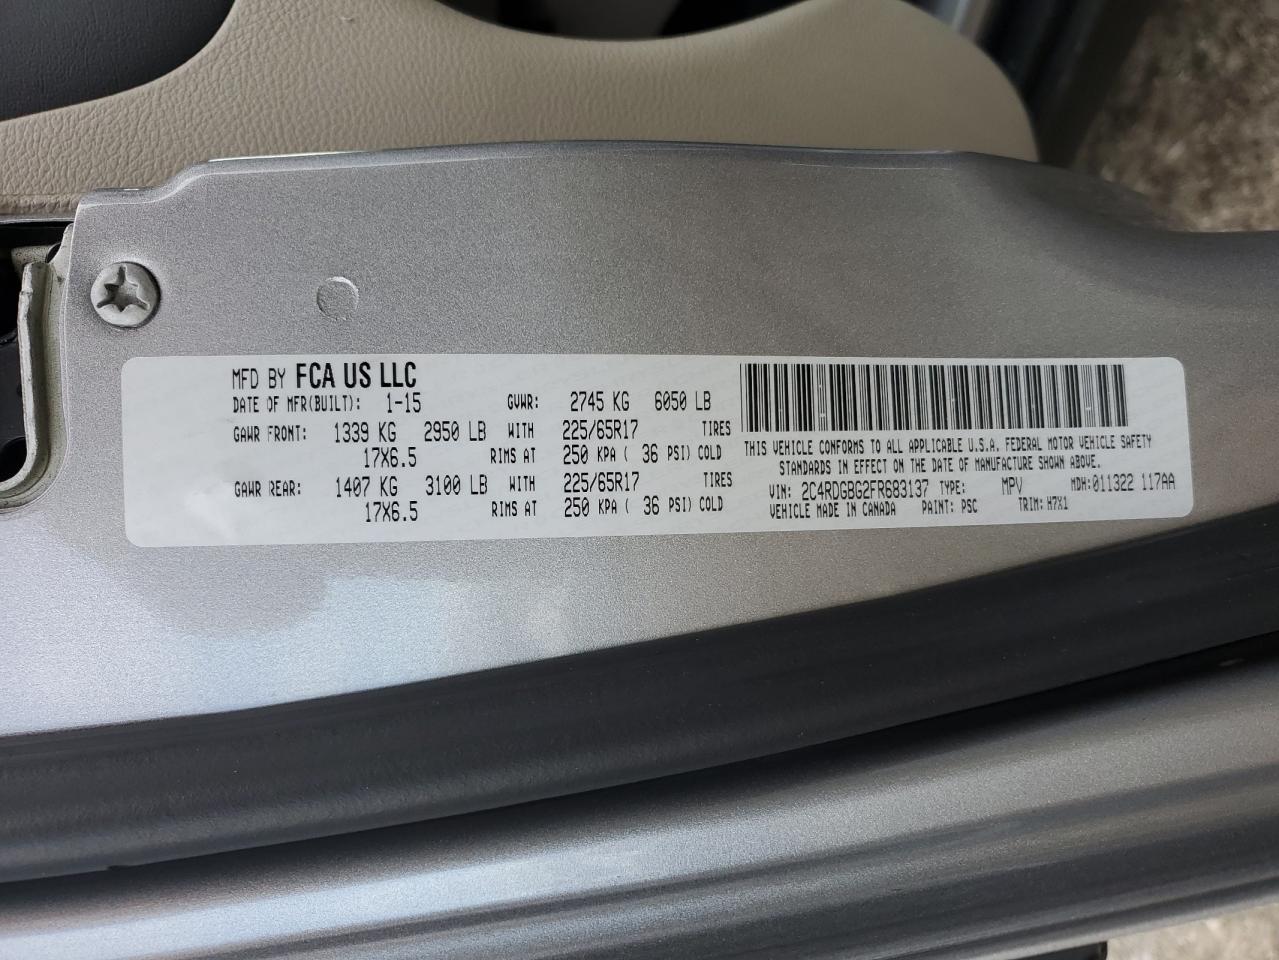 MFD BY FCA US LLC
DATE OF MFR(BUILT): 1-15 GVWR: 2745 KG 6050 LB
GAWR FRONT: 1339 KG 2950 LB WITH 225/65R17 TIRES
17X6.5 RIMS AT 250 KPA ( 36 PSI) COLD
GAWR REAR: 1407 KG 3100 LB WITH 225/65R17 TIRES
17X6.5 RIMS AT 250 KPA ( 36 PSI) COLD
THIS VEHICLE CONFORMS TO ALL APPLICABLE U.S.A. FEDERAL MOTOR VEHICLE SAFETY
STANDARDS IN EFFECT ON THE DATE OF MANUFACTURE SHOWN ABOVE.
VIN: 2C4RDGBG2FR683137 TYPE: MPV MDH:011322 117AA
VEHICLE MADE IN CANADA PAINT: PSC TRIM: H7X1